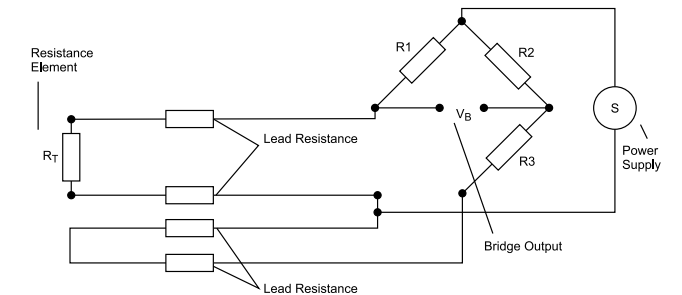 Resistance
Element
R1
R2
S
V_B
Lead Resistance
R_T
R3
Power
Supply
Bridge Output
Lead Resistance